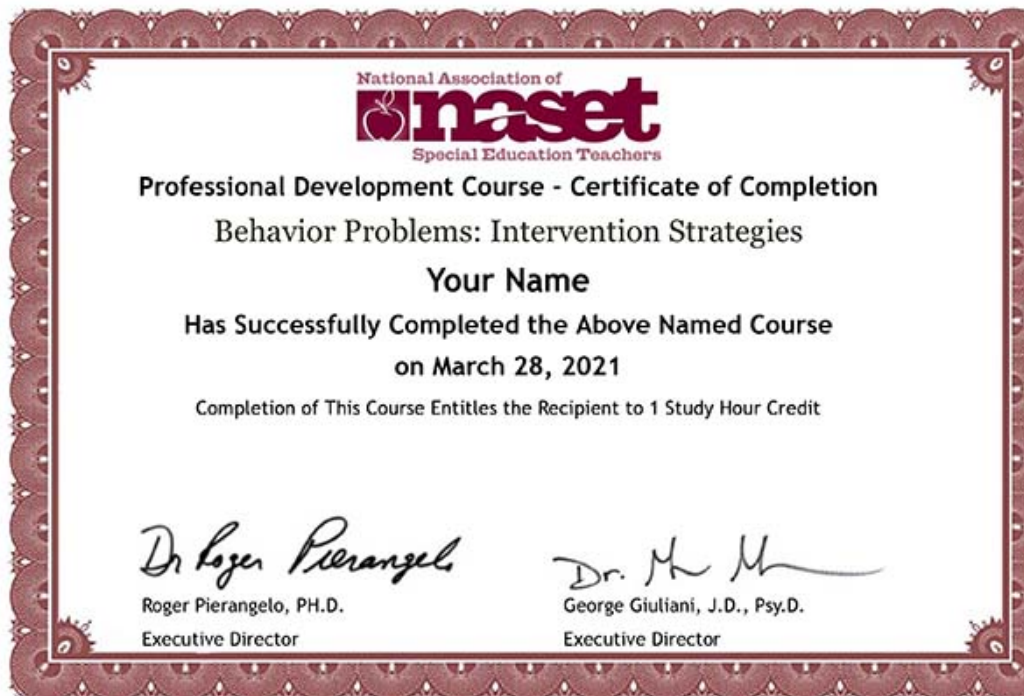 National Association of
naset
Special Education Teachers
Professional Development Course - Certificate of Completion
Behavior Problems: Intervention Strategies
Your Name
Has Successfully Completed the Above Named Course
on March 28, 2021
Completion of This Course Entitles the Recipient to 1 Study Hour Credit
Dr Roger Pierangelo
Dr.
Roger Pierangelo, PH.D.
George Giuliani, J.D., Psy.D.
Executive Director
Executive Director